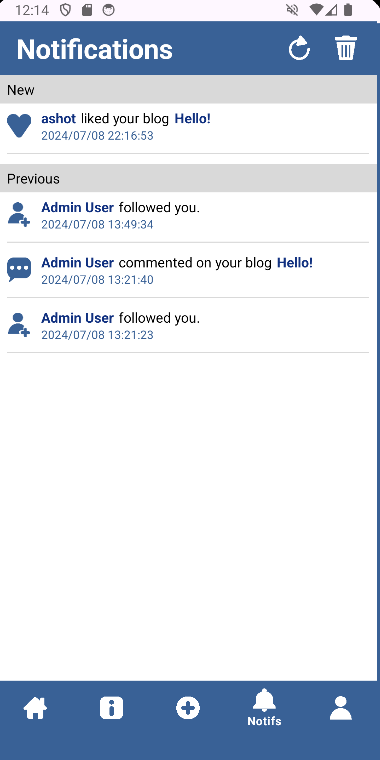 12:14
Notifications
New
ashot liked your blog Hello!
2024/07/08 22:16:53
Previous
Admin User followed you.
2024/07/08 13:49:34
Admin User commented on your blog Hello!
2024/07/08 13:21:40
Admin User followed you.
2024/07/08 13:21:23
Notifs